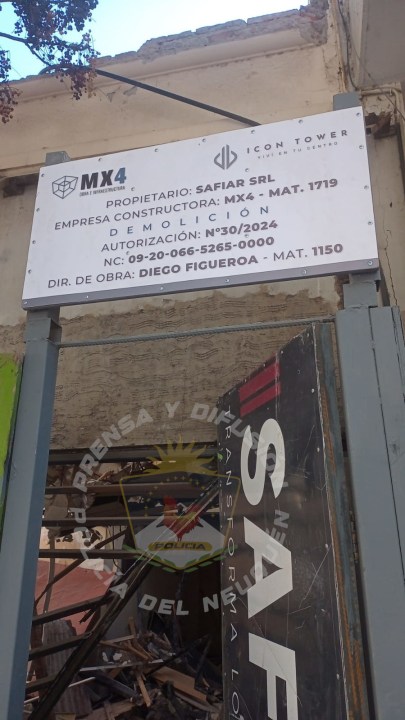 MX4
OBRA E INFRAESTRUCTURA
ICON TOWER
VIVÍ EN TU CENTRO
PROPIETARIO: SAFIAR SRL
EMPRESA CONSTRUCTORA: MX4 - MAT. 1719
DEMOLICIÓN
AUTORIZACIÓN: N°30/2024
NC: 09-20-066-5265-0000
DIR. DE OBRA: DIEGO FIGUEROA - MAT. 1150
PRENSA Y DIFUSIÓN
POLICÍA
DEL NEUQUÉN
SAF
TRANSFORMA LO